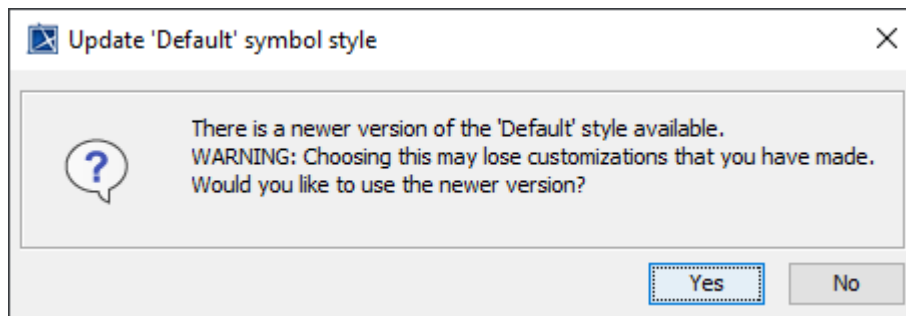 Update 'Default' symbol style
There is a newer version of the 'Default' style available.
WARNING: Choosing this may lose customizations that you have made.
Would you like to use the newer version?
Yes
No